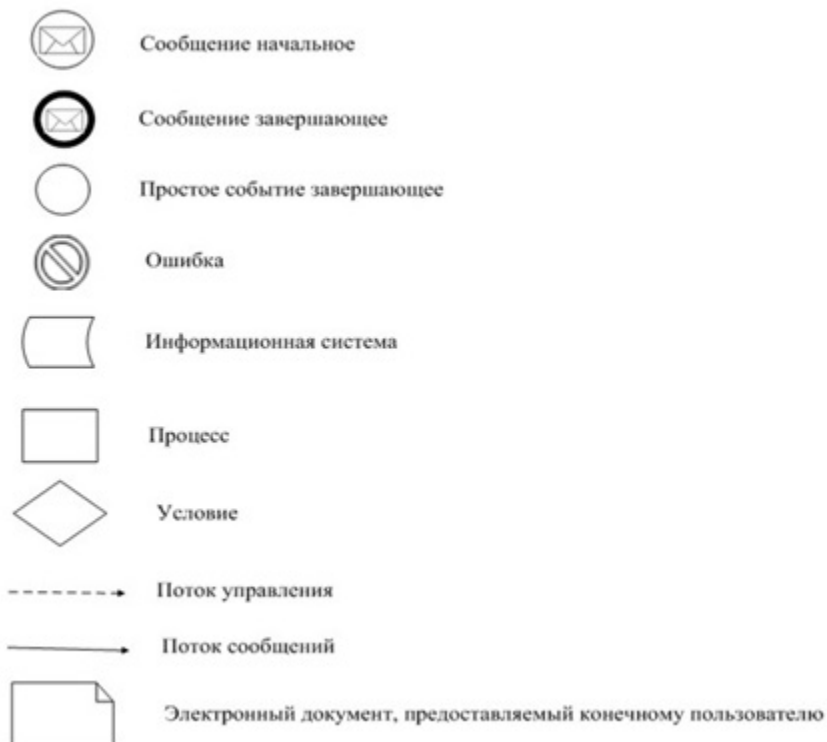 Сообщение начальное
Сообщение завершающее
Простое событие завершающее
Ошибка
Информационная система
Процесс
Условие
Поток управления
Поток сообщений
Электронный документ, предоставляемый конечному пользователю